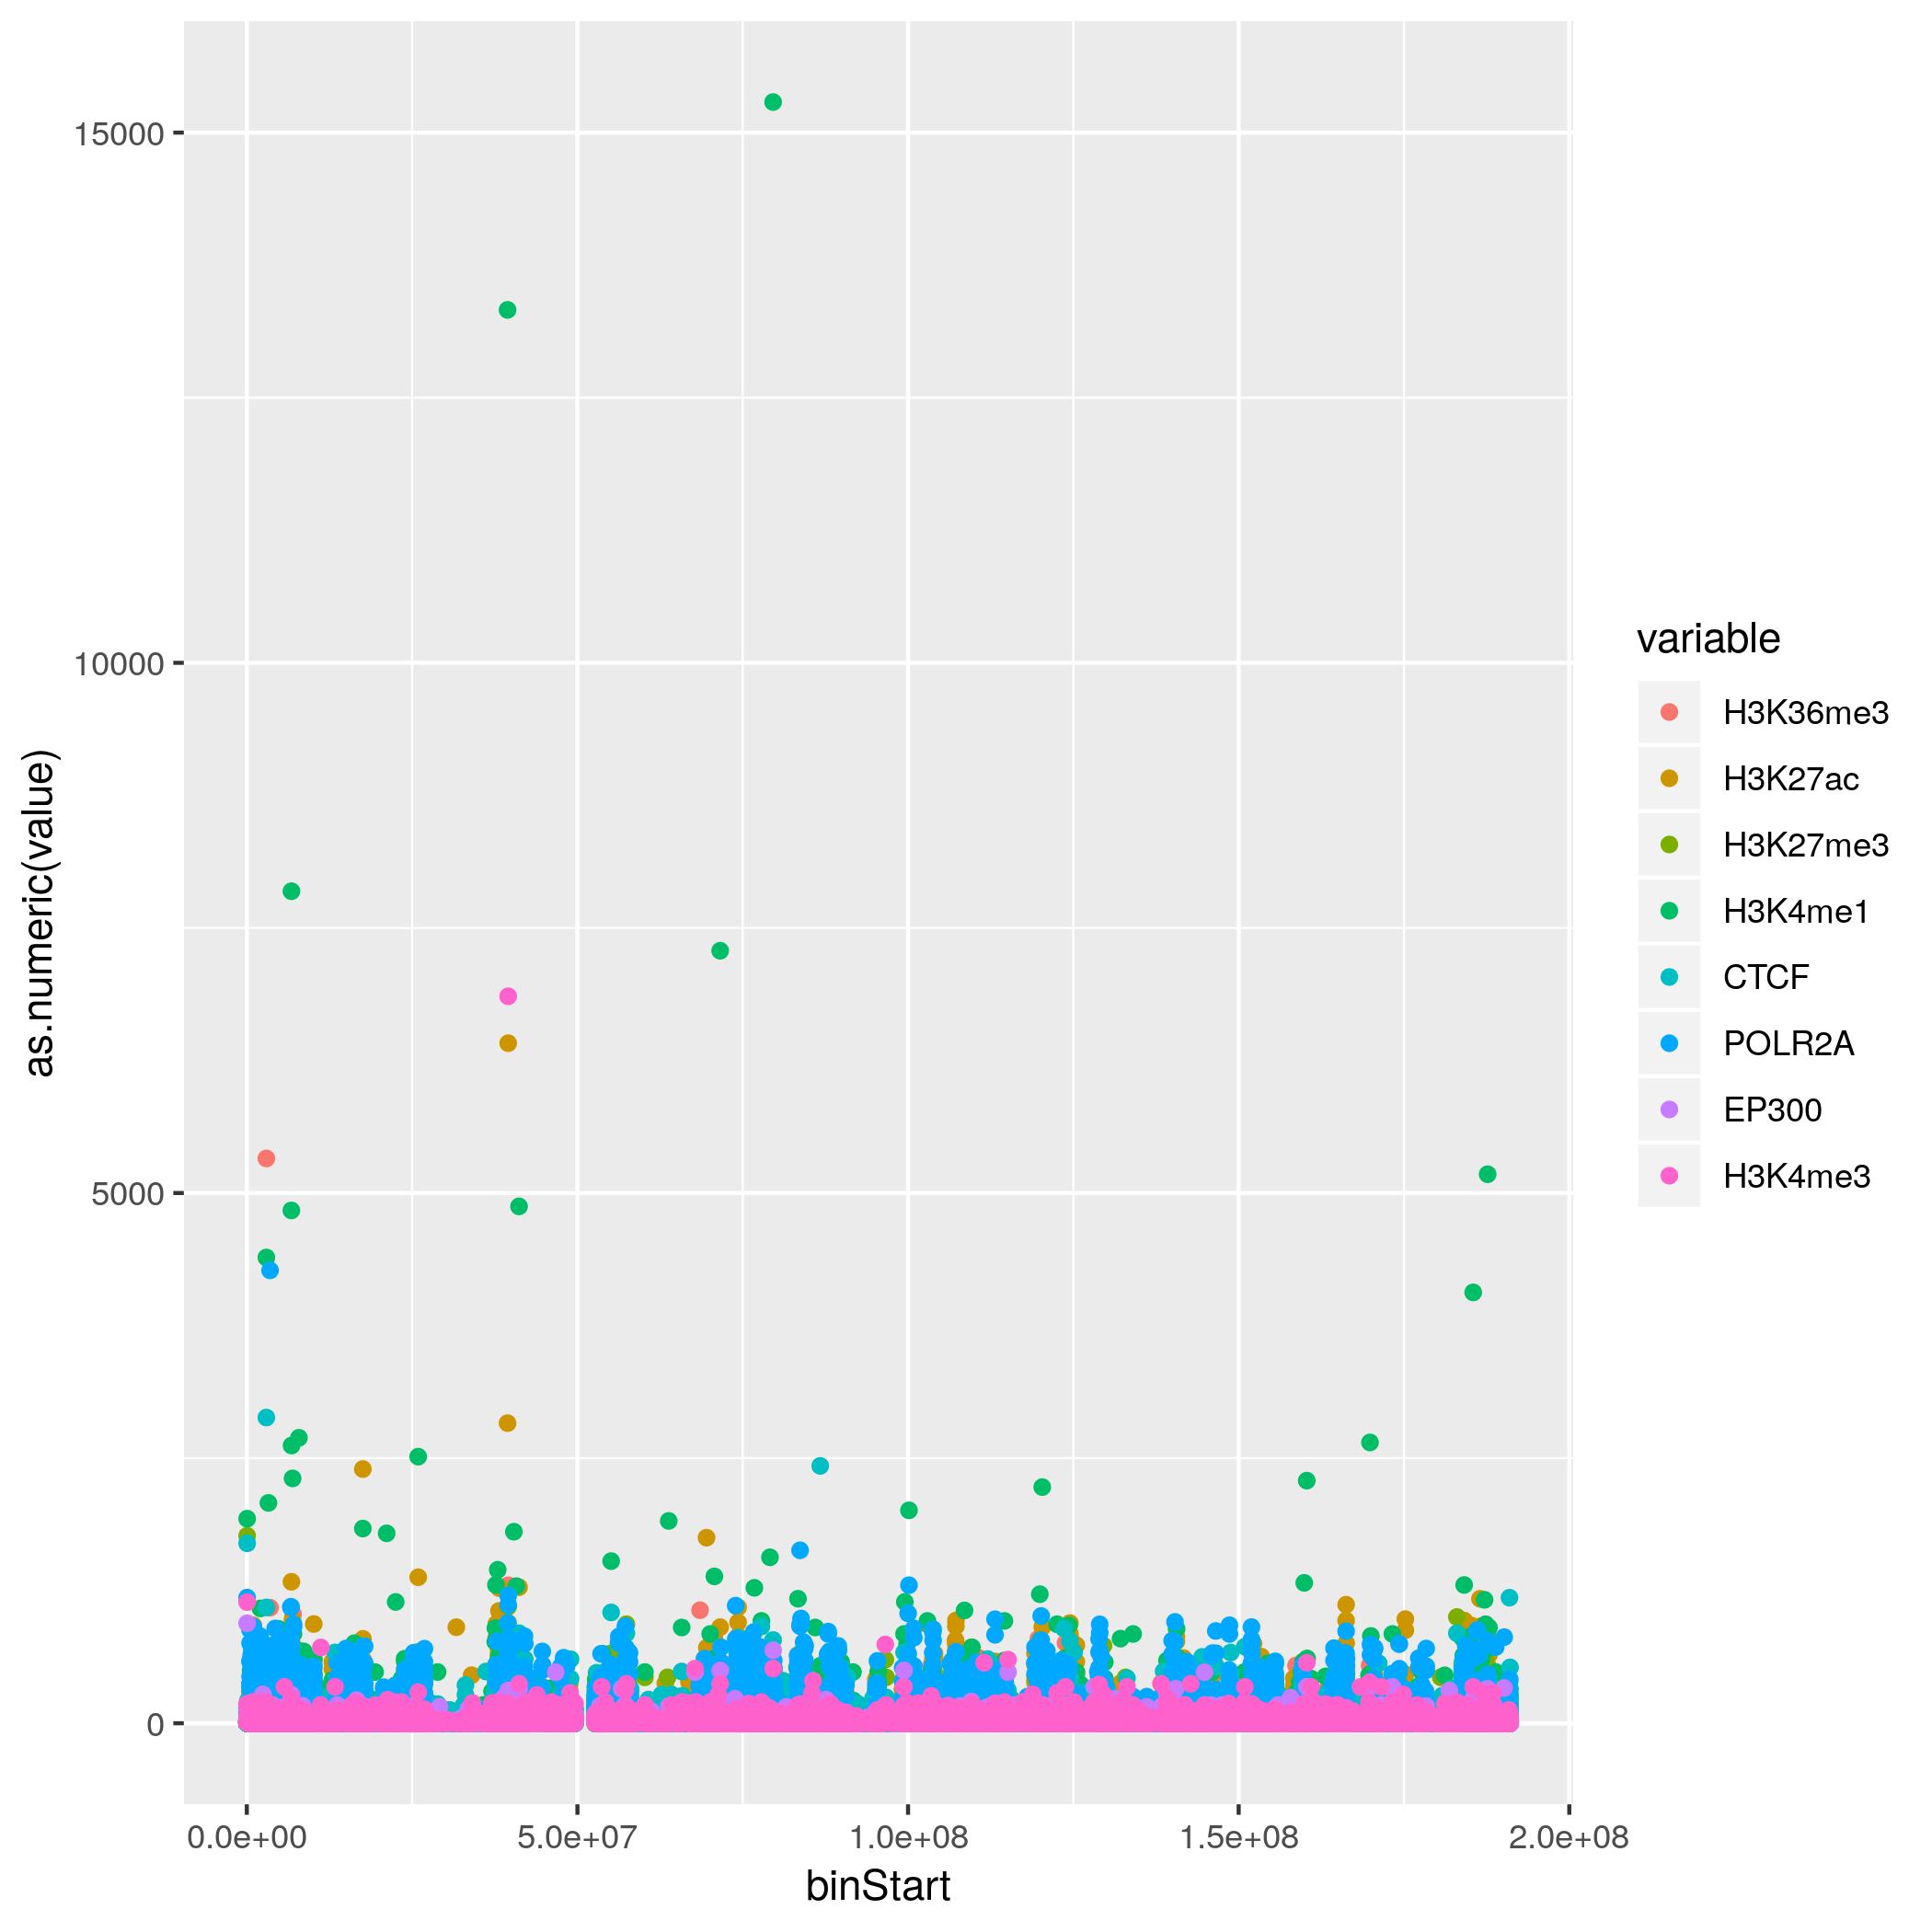 as.numeric(value)
15000
10000
5000
0
0.0e+00 5.0e+07 1.0e+08 1.5e+08 2.0e+08
binStart
variable
H3K36me3
H3K27ac
H3K27me3
H3K4me1
CTCF
POLR2A
EP300
H3K4me3